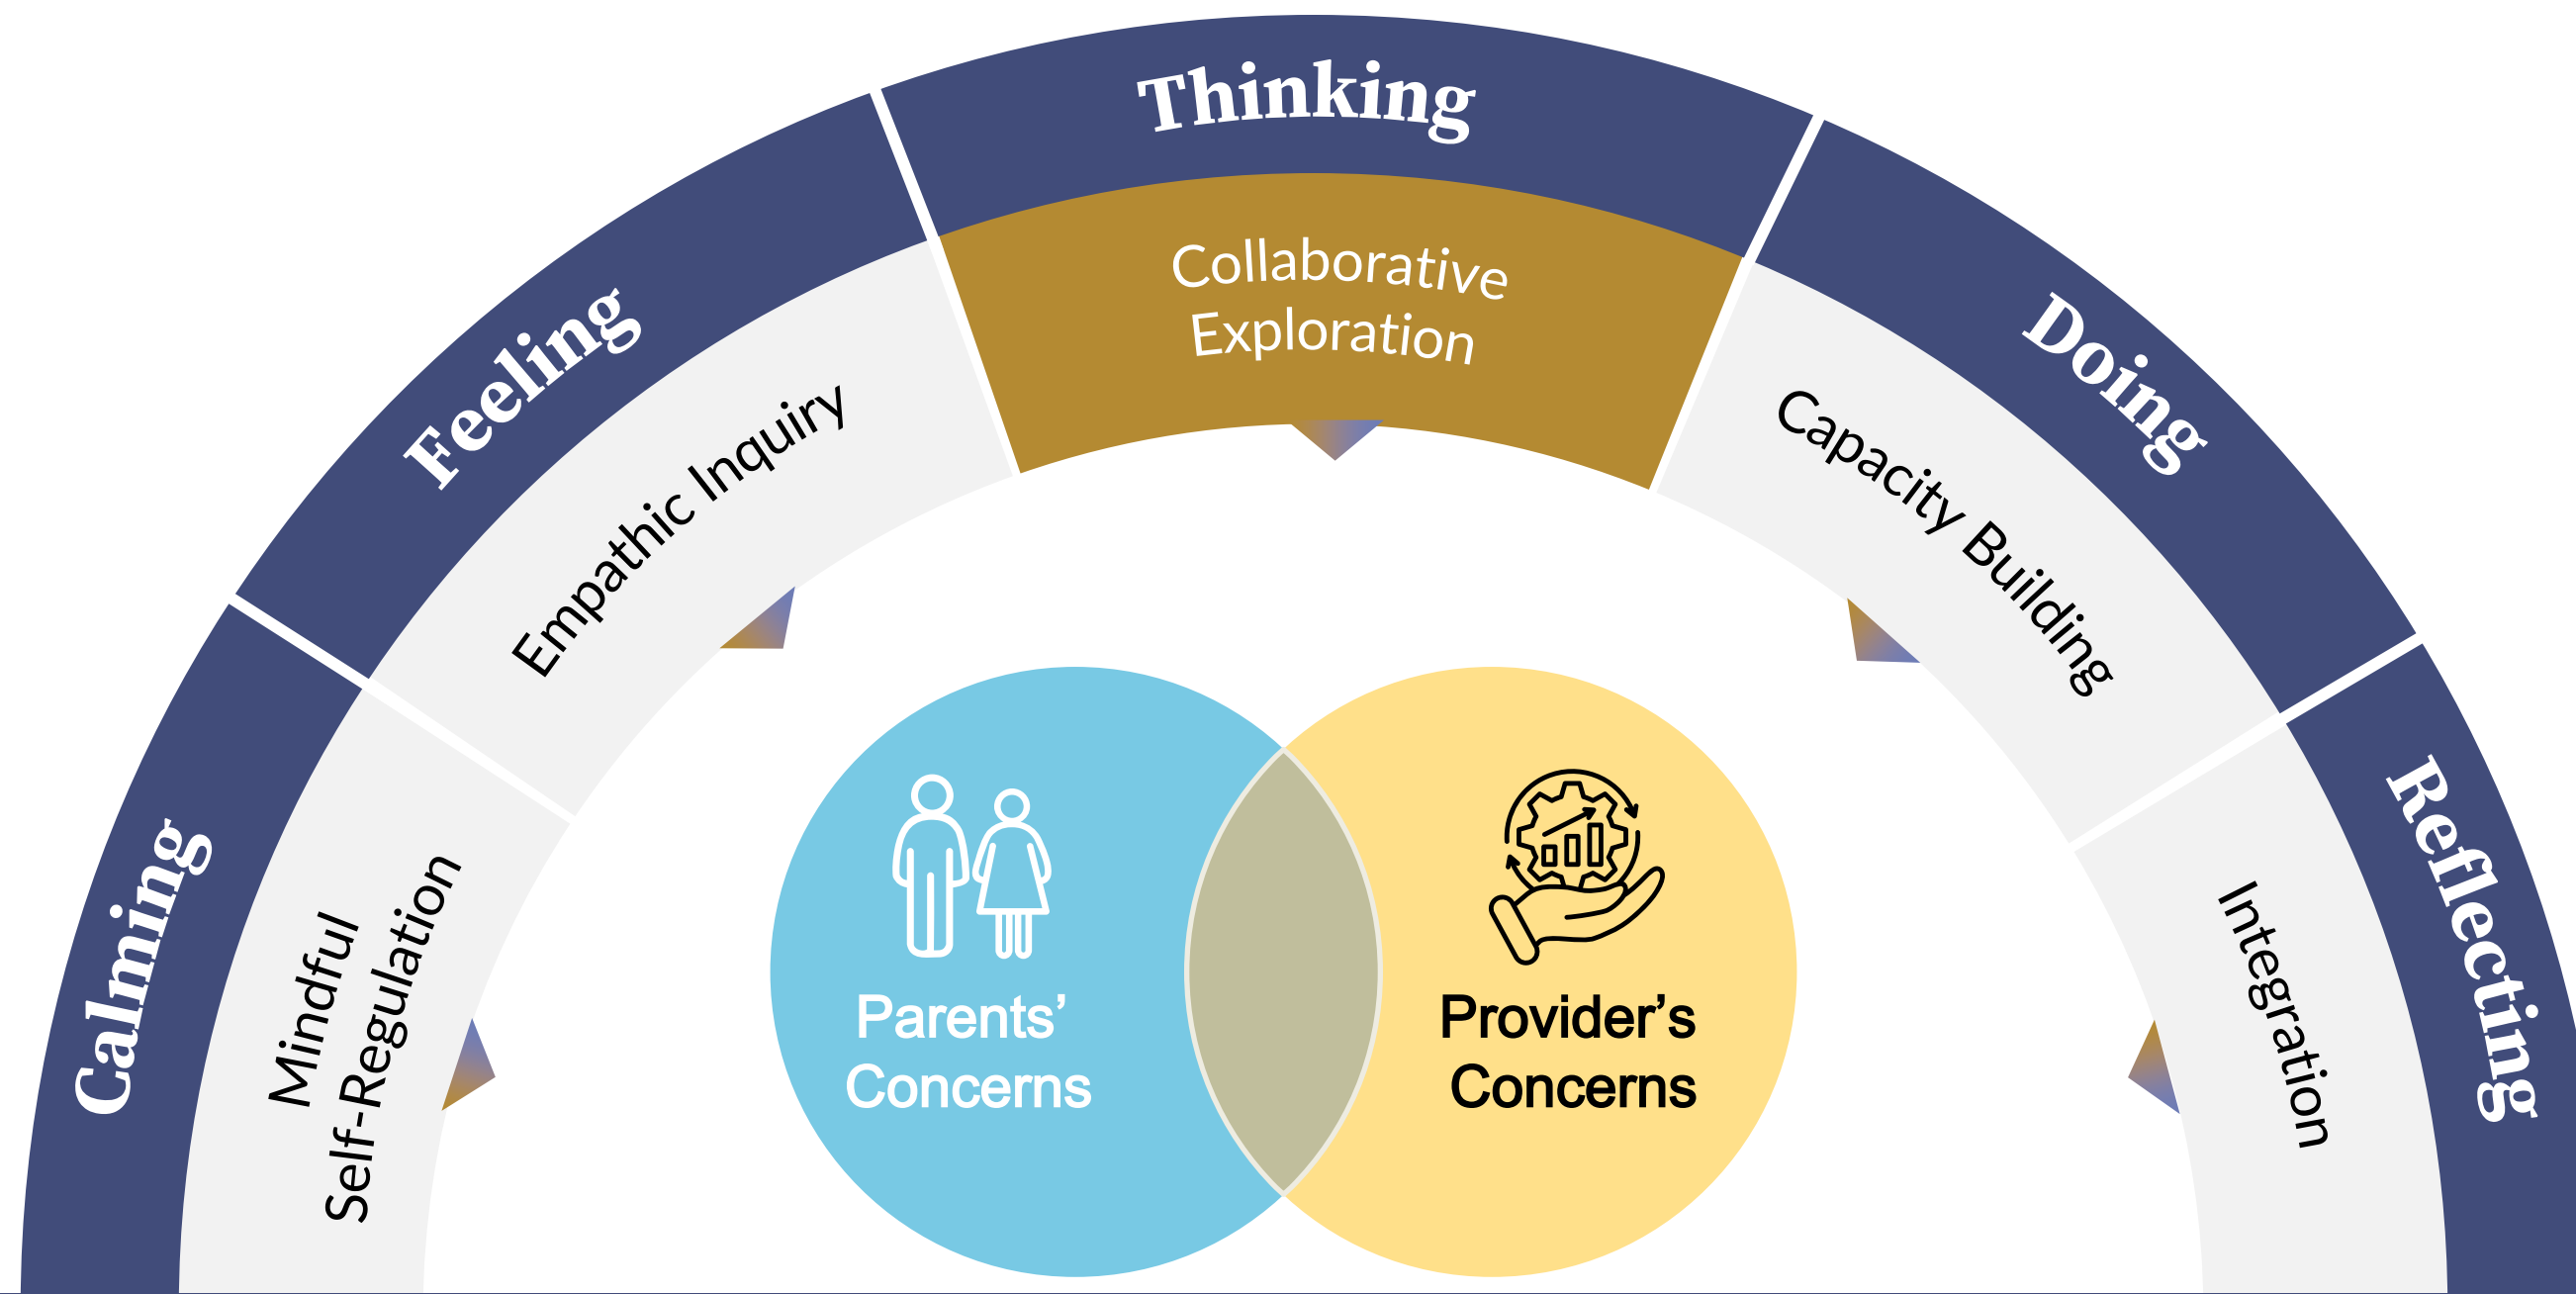 Calming
Mindful
Self-Regulation
Feeling
Empathic Inquiry
Thinking
Collaborative
Exploration
Doing
Capacity Building
Reflecting
Integration
Parents’
Concerns
Provider’s
Concerns